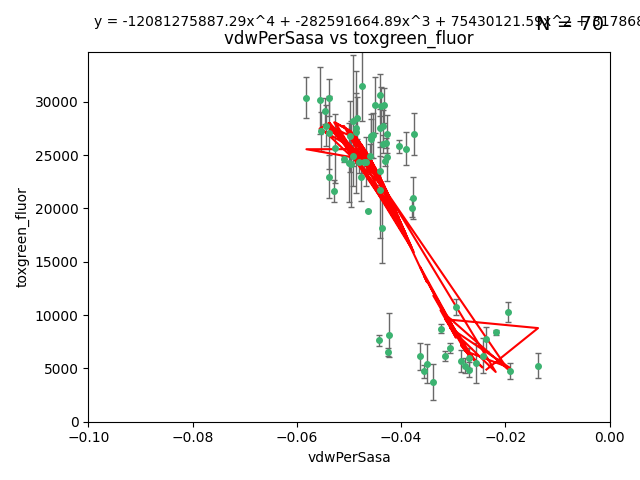 y = -12081275887.29x^4 + -282591664.89x^3 + 75430121.59x^2 +
N = 70
vdwPerSasa vs toxgreen_fluor
30000
25000
20000
15000
10000
5000
0
toxgreen_fluor
−0.10 −0.08 −0.06 −0.04 −0.02 0.00
vdwPerSasa